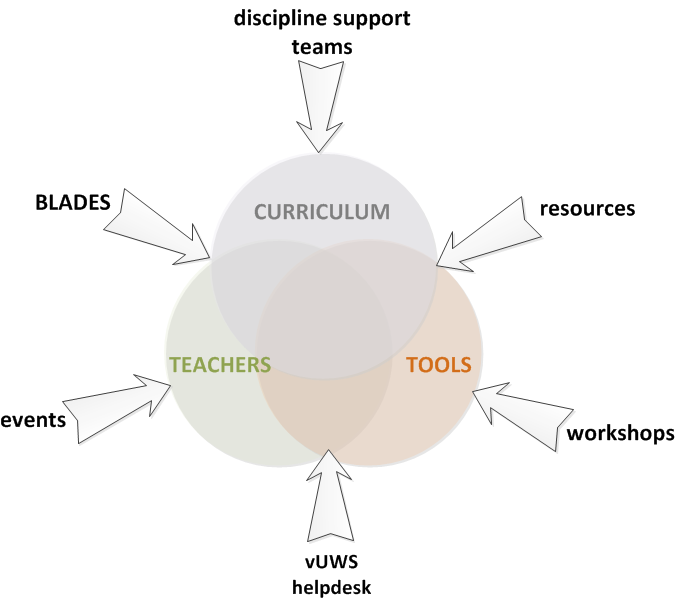 discipline support
teams
BLADES
resources
CURRICULUM
TEACHERS
TOOLS
events
workshops
vUWS
helpdesk